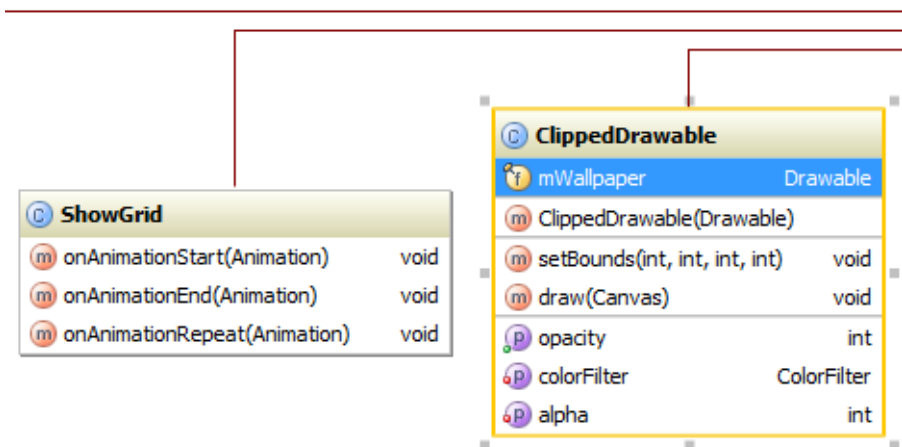 ShowGrid
onAnimationStart(Animation) void
onAnimationEnd(Animation) void
onAnimationRepeat(Animation) void
ClippedDrawable
mWallpaper Drawable
ClippedDrawable(Drawable)
setBounds(int, int, int, int) void
draw(Canvas) void
opacity int
colorFilter ColorFilter
alpha int